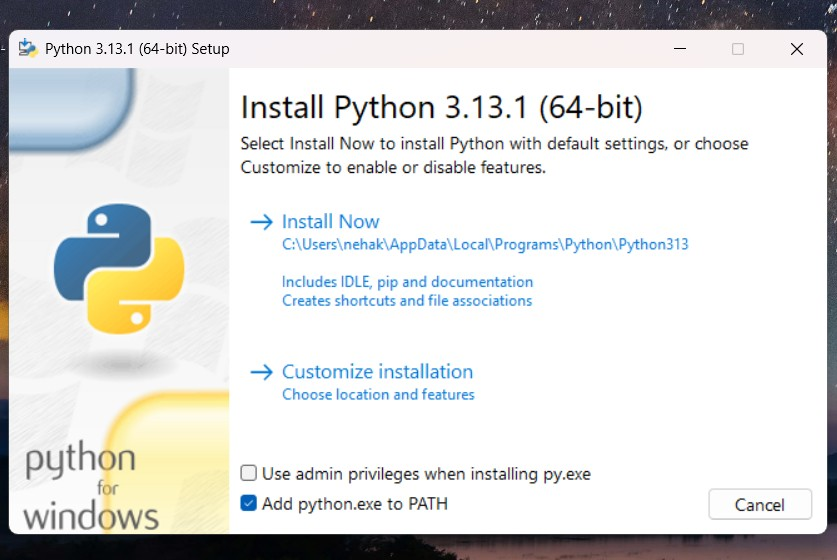 Python 3.13.1 (64-bit) Setup
Install Python 3.13.1 (64-bit)
Select Install Now to install Python with default settings, or choose
Customize to enable or disable features.
Install Now
C:\Users\nehak\AppData\Local\Programs\Python\Python313
Includes IDLE, pip and documentation
Creates shortcuts and file associations
Customize installation
Choose location and features
python
for
windows
Use admin privileges when installing py.exe
Add python.exe to PATH
Cancel